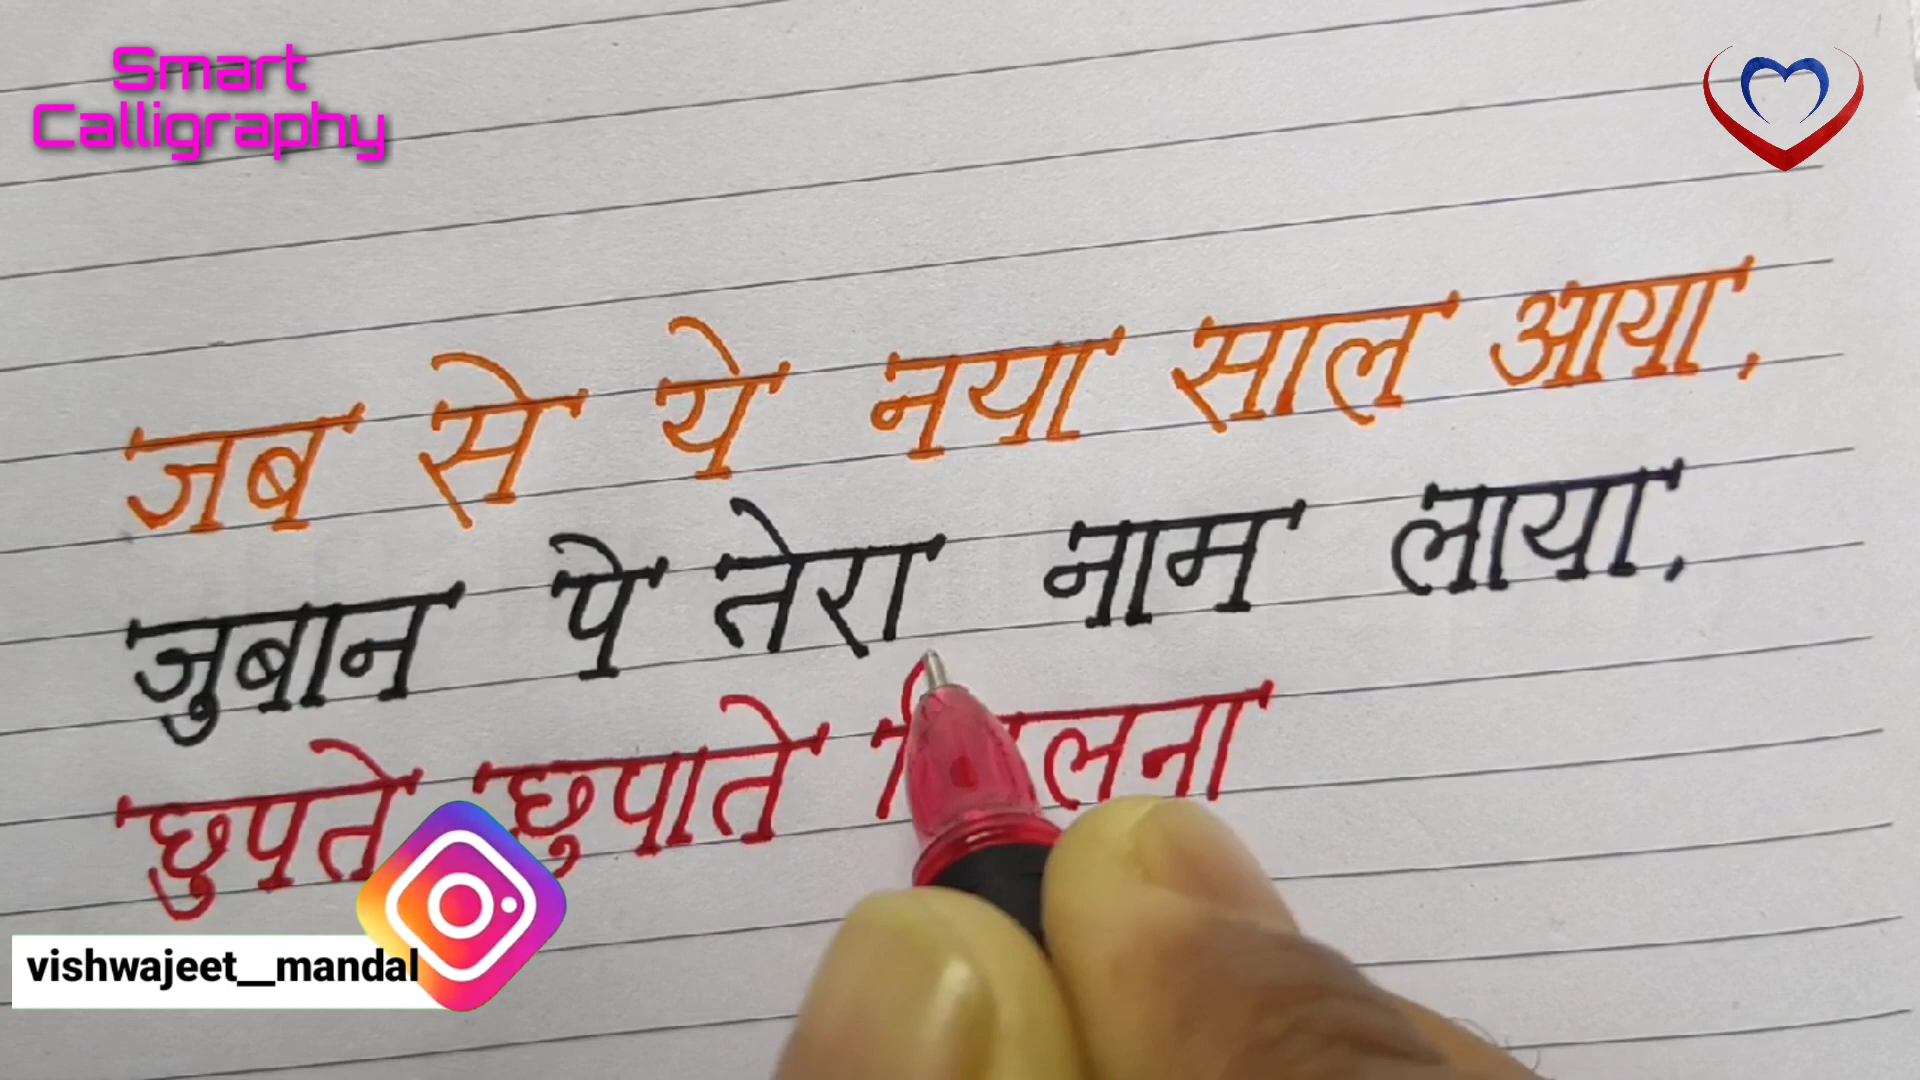 Smart
Calligraphy
जब से ये नया साल आया,
जुबान पे तेरा नाम लाया,
छुपते छुपाते
vishwajeet__mandal